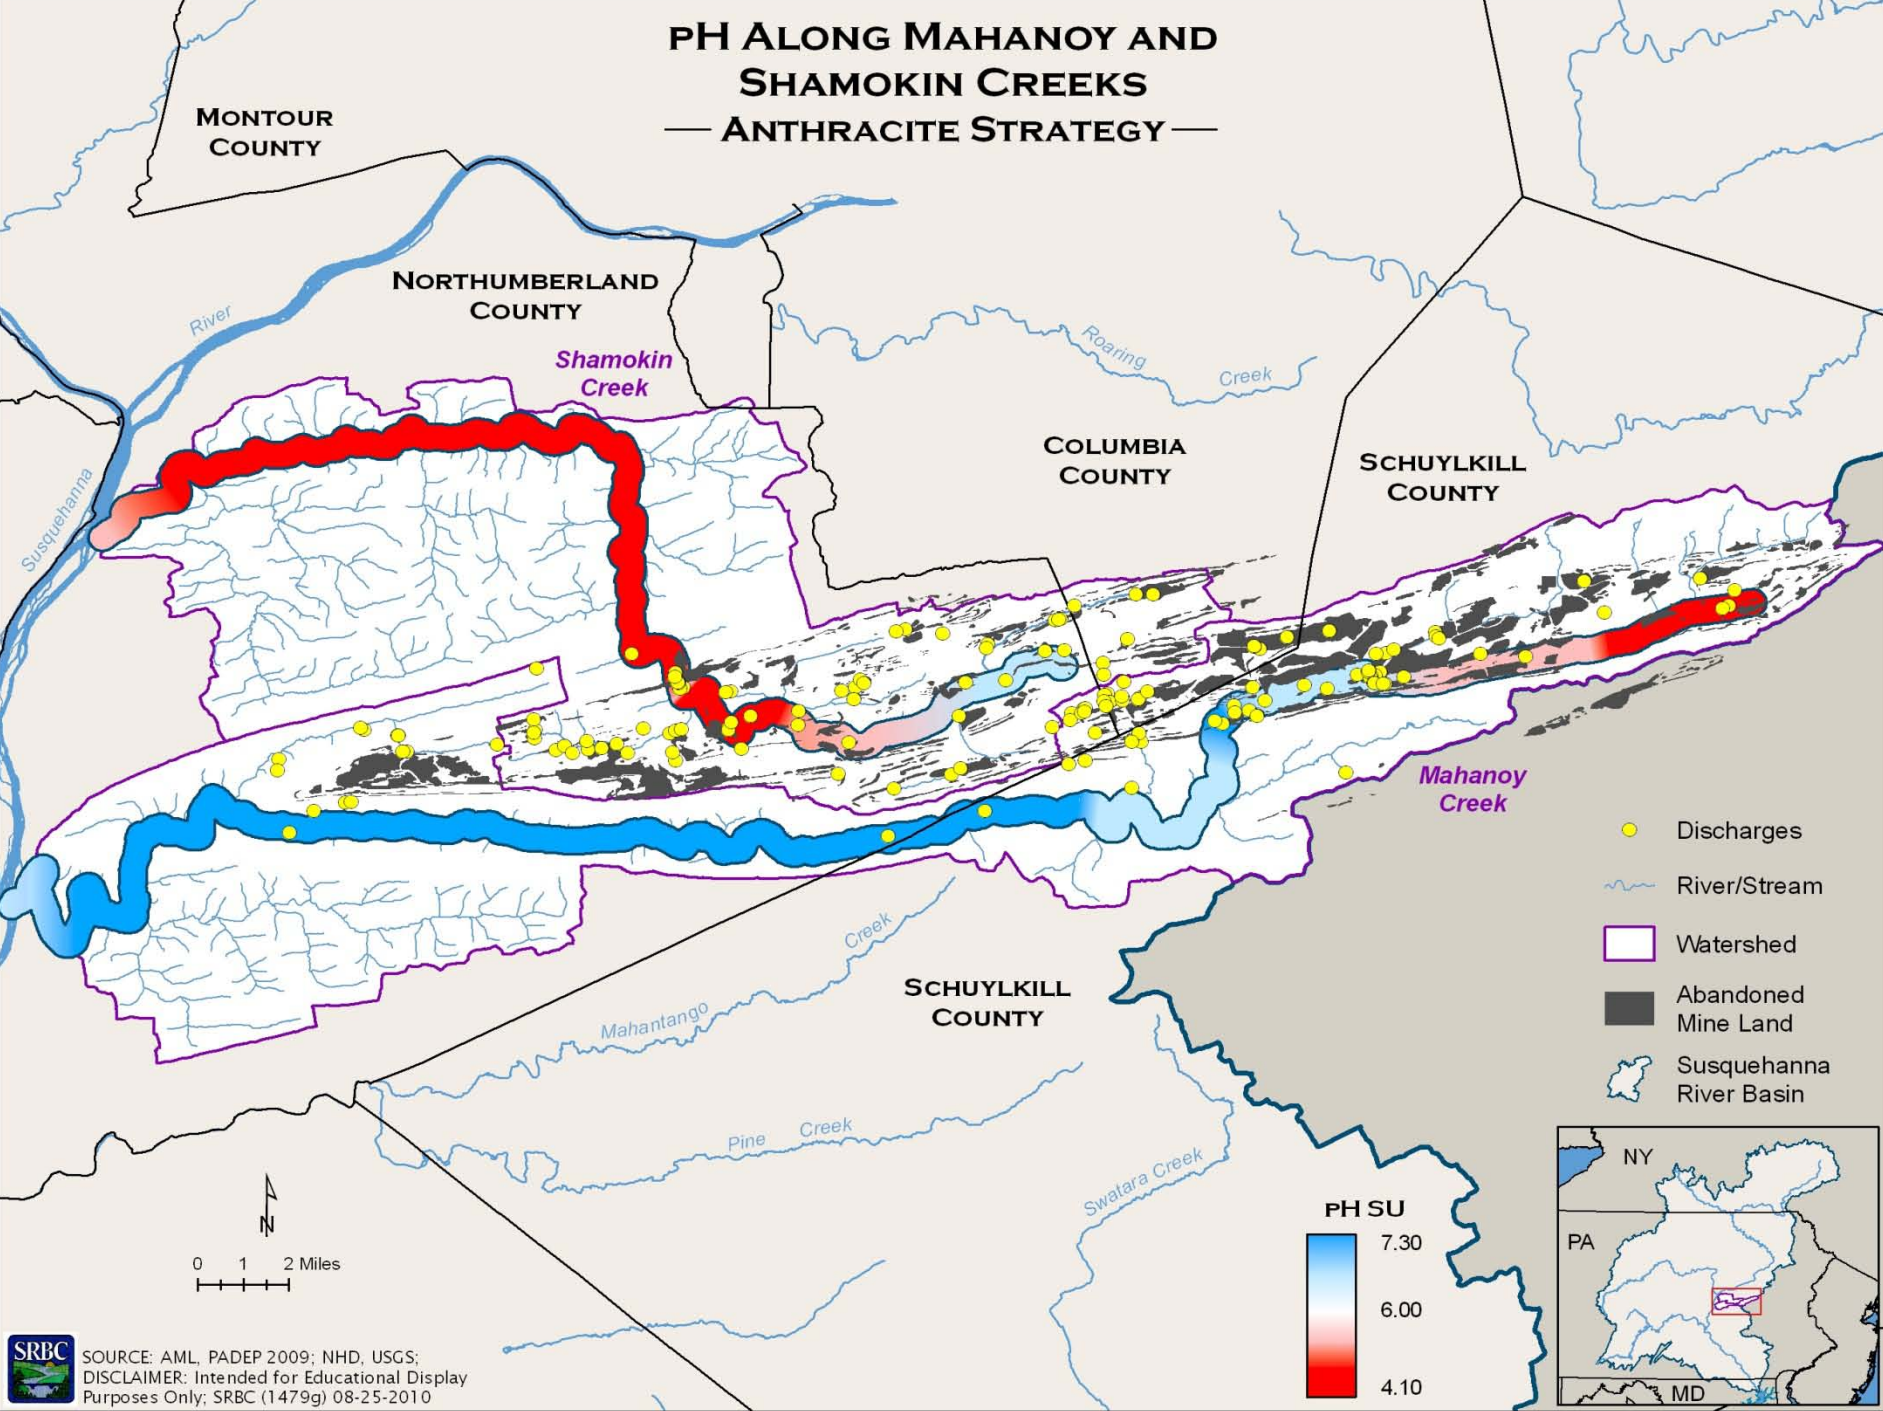 pH Along Mahanoy and
Shamokin Creeks
Anthracite Strategy
Montour
County
Northumberland
County
River
Shamokin
Creek
Roaring
Creek
Columbia
County
Schuylkill
County
Susquehanna
Mahanoy
Creek
Creek
Mahantango
Schuylkill
County
Pine Creek
Swatara Creek
Discharges
River/Stream
Watershed
Abandoned
Mine Land
Susquehanna
River Basin
NY
PA
MD
pH SU
7.30
6.00
4.10
N
0 1 2 Miles
SRBC
SOURCE: AML, PADEP 2009; NHD, USGS;
DISCLAIMER: Intended for Educational Display
Purposes Only; SRBC (1479g) 08-25-2010